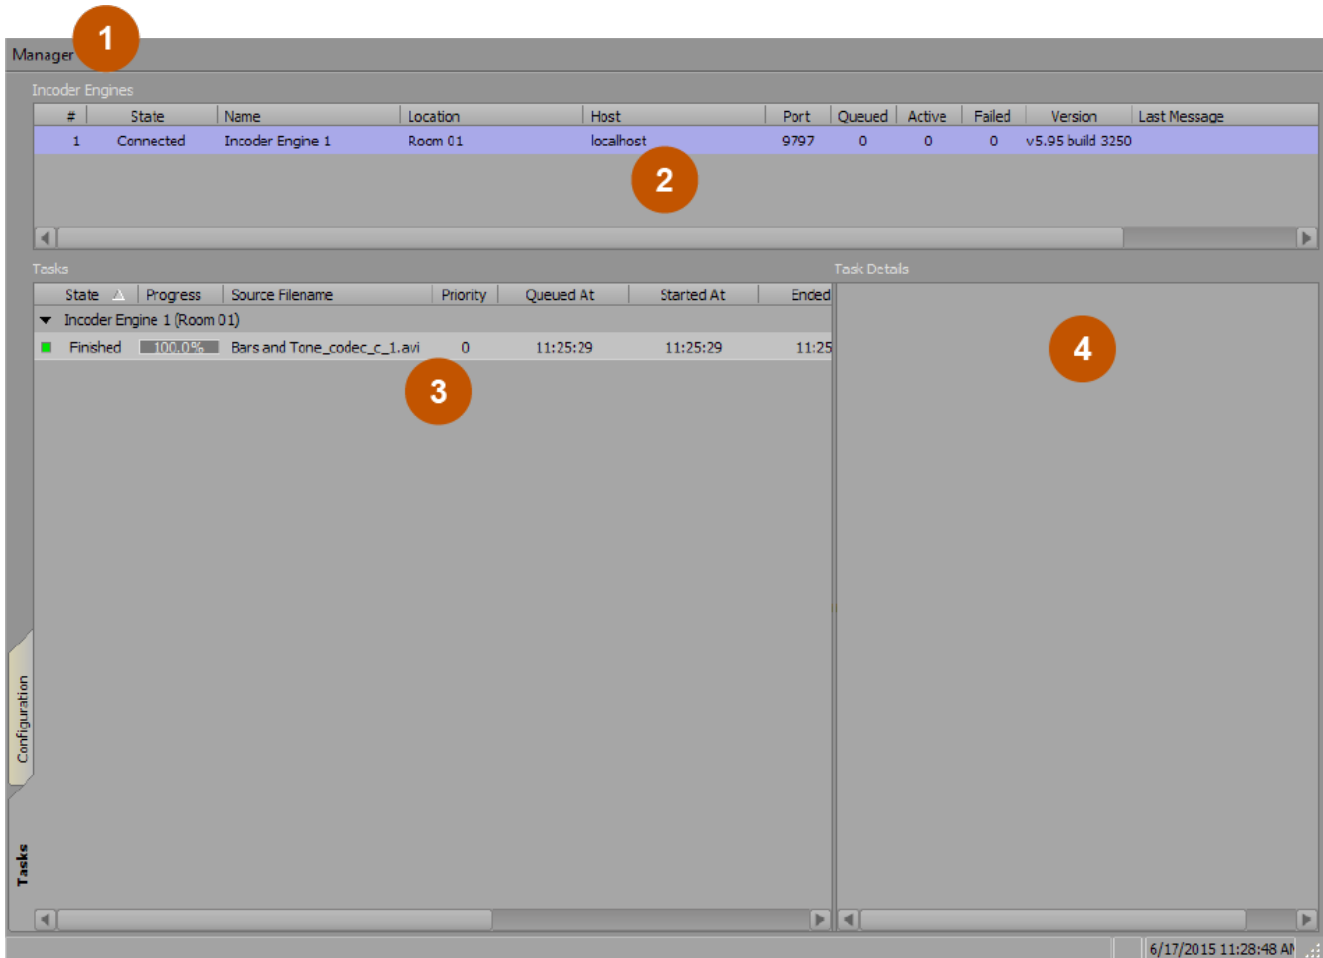 1
Manager
Incoder Engines
# State Name Location Host Port Queued Active Failed Version Last Message
1 Connected Incoder Engine 1 Room 01 localhost 9797 0 0 0 v5.95 build 3250
2
Tasks
State Progress Source Filename Priority Queued At Started At Ended
Incoder Engine 1 (Room 01)
Finished 100.0% Bars and Tone_codec_c_1.avi 0 11:25:29 11:25:29 11:25
3
Task Details
4
Configuration
Tasks
6/17/2015 11:28:48 AM